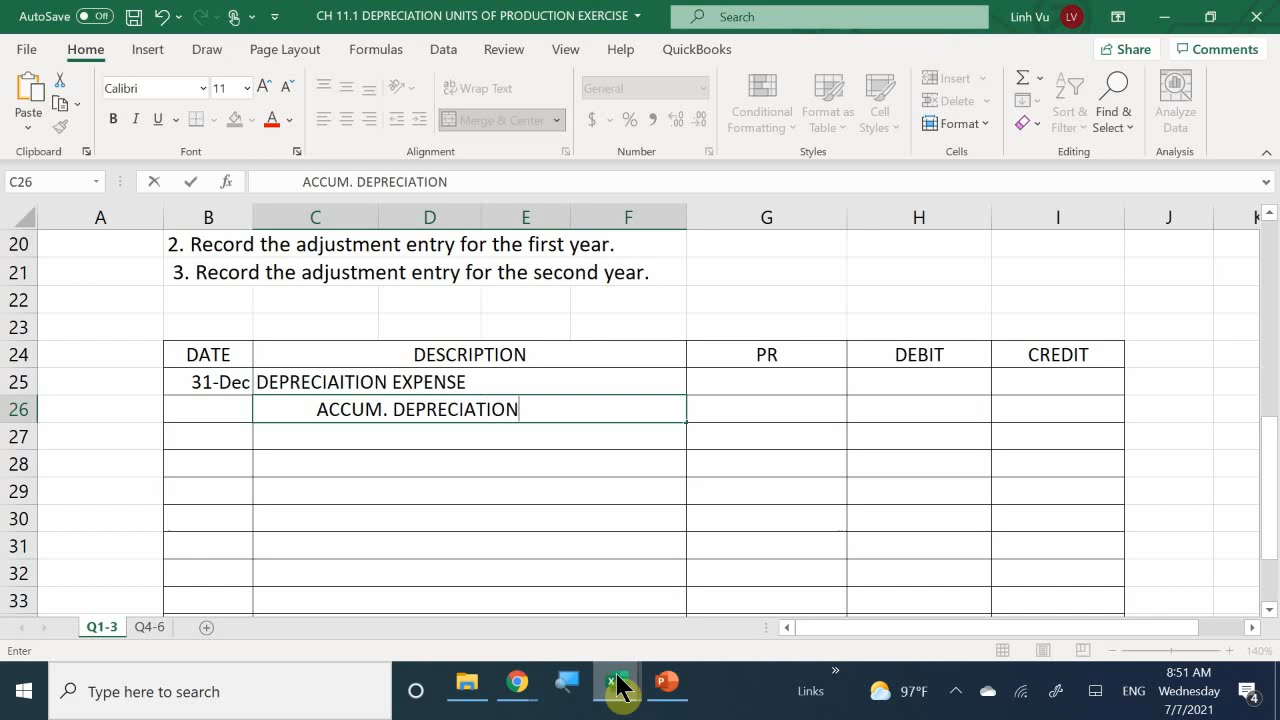 AutoSave Off CH 11.1 DEPRECIATION UNITS OF PRODUCTION EXERCISE Search Linh Vu LV
File Home Insert Draw Page Layout Formulas Data Review View Help QuickBooks Share Comments
Paste
Clipboard
Calibri 11
B I U
Font
Wrap Text
Merge & Center
Alignment
General
$ % 9
Number
Conditional Formatting
Format as Table
Cell Styles
Styles
Insert
Delete
Format
Cells
Sort & Filter
Find & Select
Editing
Analyze Data
Analysis
C26 fx ACCUM. DEPRECIATION
A B C D E F G H I J K
20 2. Record the adjustment entry for the first year.
21 3. Record the adjustment entry for the second year.
22
23
24 DATE DESCRIPTION PR DEBIT CREDIT
25 31-Dec DEPRECIAITION EXPENSE
26 ACCUM. DEPRECIATION
27
28
29
30
31
32
33
Q1-3 Q4-6
Enter 140%
Type here to search
Links
97°F
ENG
8:51 AM
Wednesday
7/7/2021
4